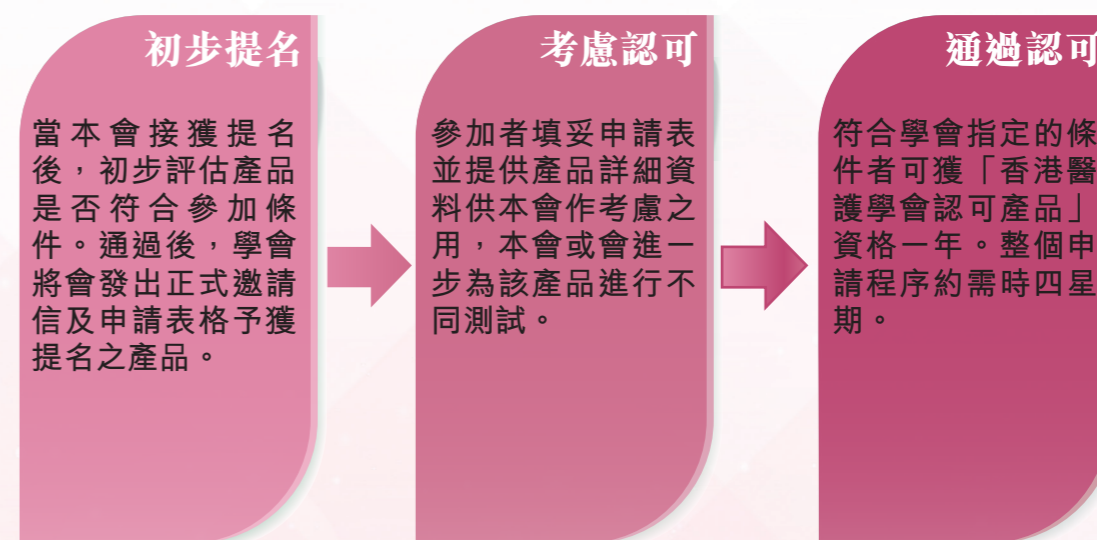 初步提名
當本會接獲提名
後，初步評估產品
是否符合參加條
件。通過後，學會
將會發出正式邀請
信及申請表格予獲
提名之產品。
考慮認可
參加者填妥申請表
並提供產品詳細資
料供本會作考慮之
用，本會或會進一
步為該產品進行不
同測試。
通過認可
符合學會指定的條
件者可獲「香港醫
護學會認可產品」
資格一年。整個申
請程序約需時四星
期。